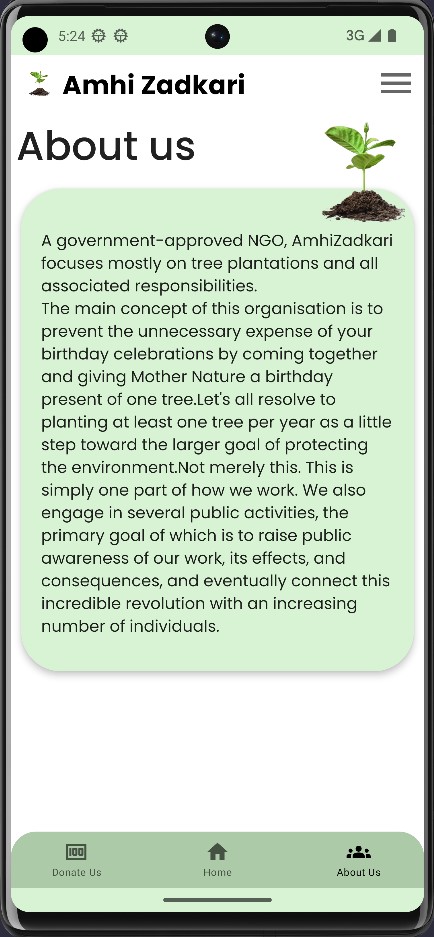 5:24
3G
Amhi Zadkari
About us
A government-approved NGO, AmhiZadkari
focuses mostly on tree plantations and all
associated responsibilities.
The main concept of this organisation is to
prevent the unnecessary expense of your
birthday celebrations by coming together
and giving Mother Nature a birthday
present of one tree.Let's all resolve to
planting at least one tree per year as a little
step toward the larger goal of protecting
the environment.Not merely this. This is
simply one part of how we work. We also
engage in several public activities, the
primary goal of which is to raise public
awareness of our work, its effects, and
consequences, and eventually connect this
incredible revolution with an increasing
number of individuals.
100
Donate Us
Home
About Us